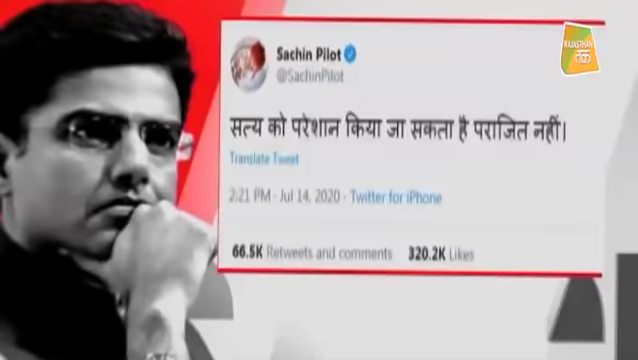 RAJASTHAN
तक
Sachin Pilot
@SachinPilot
सत्य को परेशान किया जा सकता है पराजित नहीं।
Translate Tweet
2:21 PM · Jul 14, 2020 · Twitter for iPhone
66.5K Retweets and comments 320.2K Likes